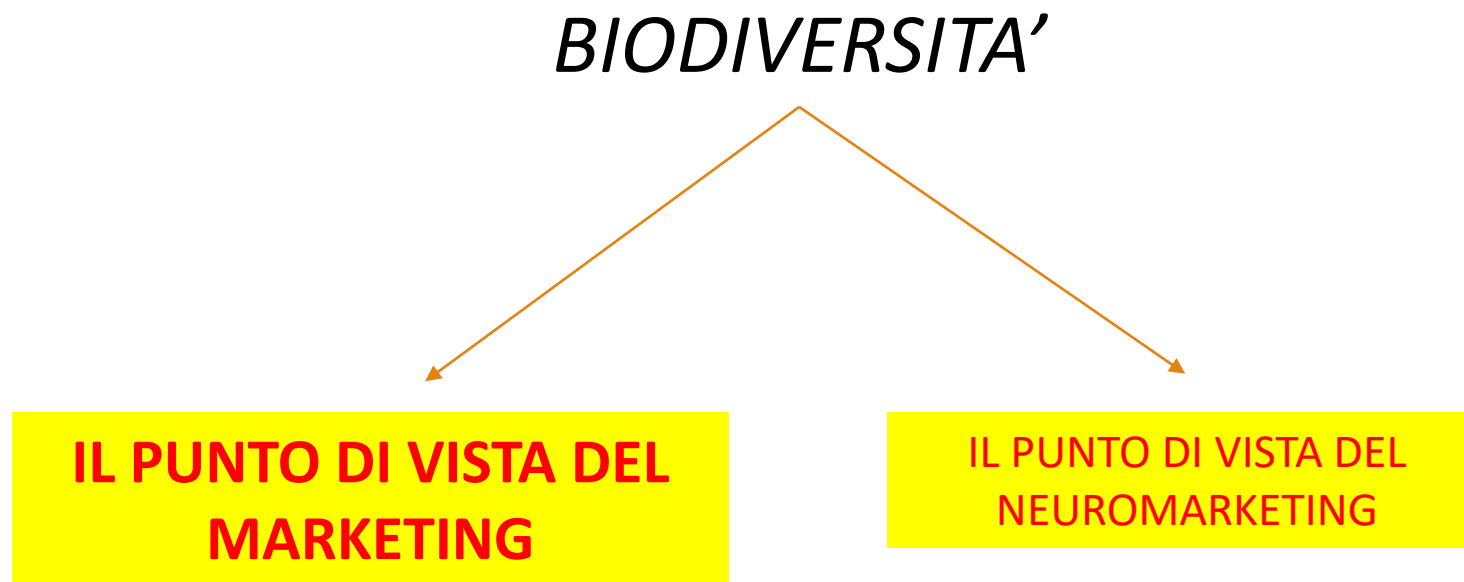 BIODIVERSITA’
IL PUNTO DI VISTA DEL
MARKETING
IL PUNTO DI VISTA DEL
NEUROMARKETING